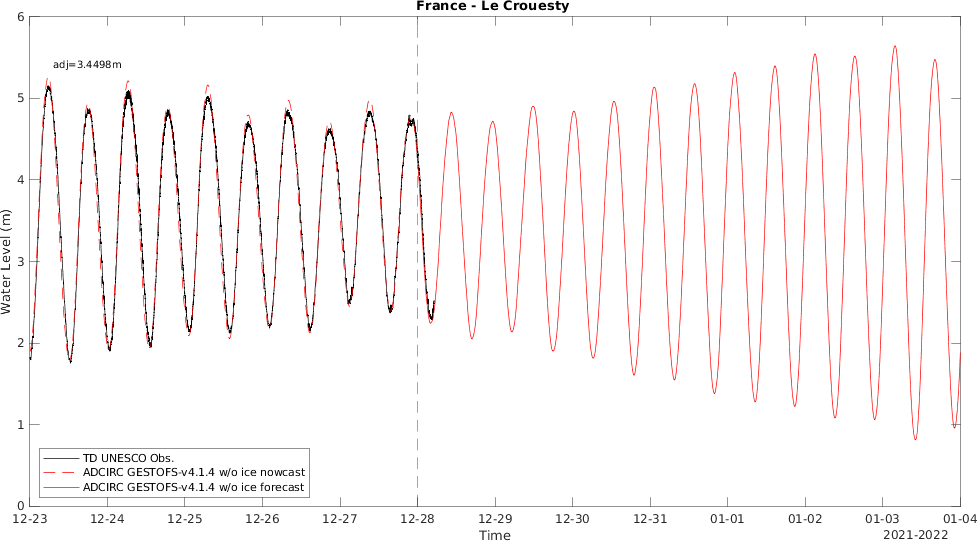 France - Le Crouesty
adj=3.4498m
Water Level (m)
6
5
4
3
2
1
0
TD UNESCO Obs.
ADCIRC GESTOFS-v4.1.4 w/o ice nowcast
ADCIRC GESTOFS-v4.1.4 w/o ice forecast
12-23 12-24 12-25 12-26 12-27 12-28 12-29 12-30 12-31 01-01 01-02 01-03 01-04
Time
2021-2022